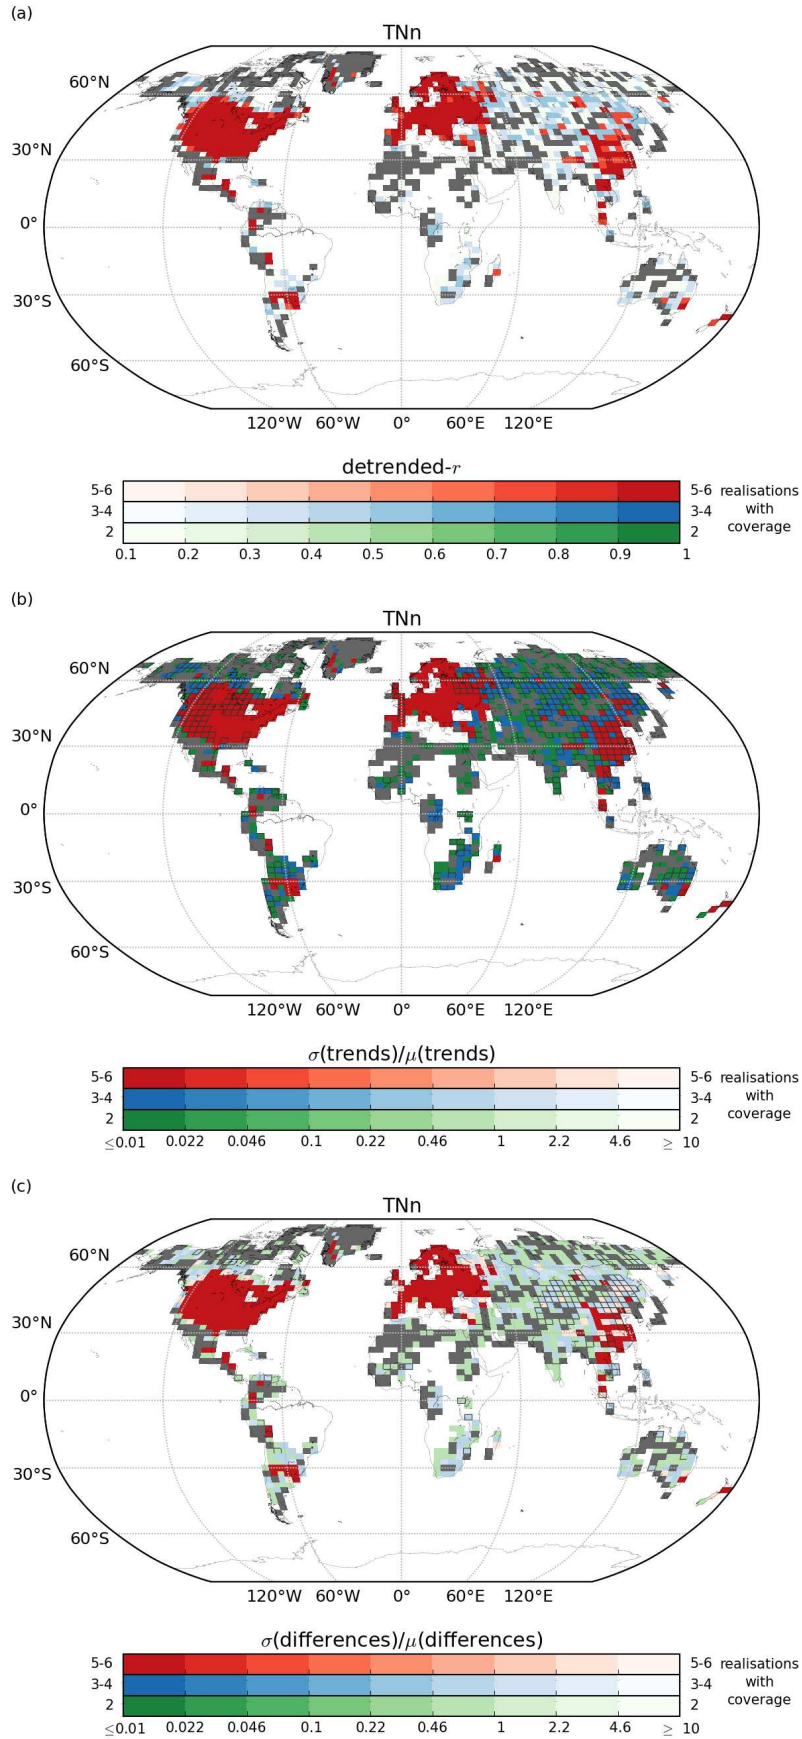 (a)
TNn
60°N
30°N
0°
30°S
60°S
120°W 60°W 0° 60°E 120°E
detrended-r
5-6 5-6 realisations
3-4 3-4 with
2 2 coverage
0.1 0.2 0.3 0.4 0.5 0.6 0.7 0.8 0.9 1
(b)
TNn
60°N
30°N
0°
30°S
60°S
120°W 60°W 0° 60°E 120°E
σ(trends)/μ(trends)
5-6 5-6 realisations
3-4 3-4 with
2 2 coverage
≤0.01 0.022 0.046 0.1 0.22 0.46 1 2.2 4.6 ≥ 10
(c)
TNn
60°N
30°N
0°
30°S
60°S
120°W 60°W 0° 60°E 120°E
σ(differences)/μ(differences)
5-6 5-6 realisations
3-4 3-4 with
2 2 coverage
≤0.01 0.022 0.046 0.1 0.22 0.46 1 2.2 4.6 ≥ 10